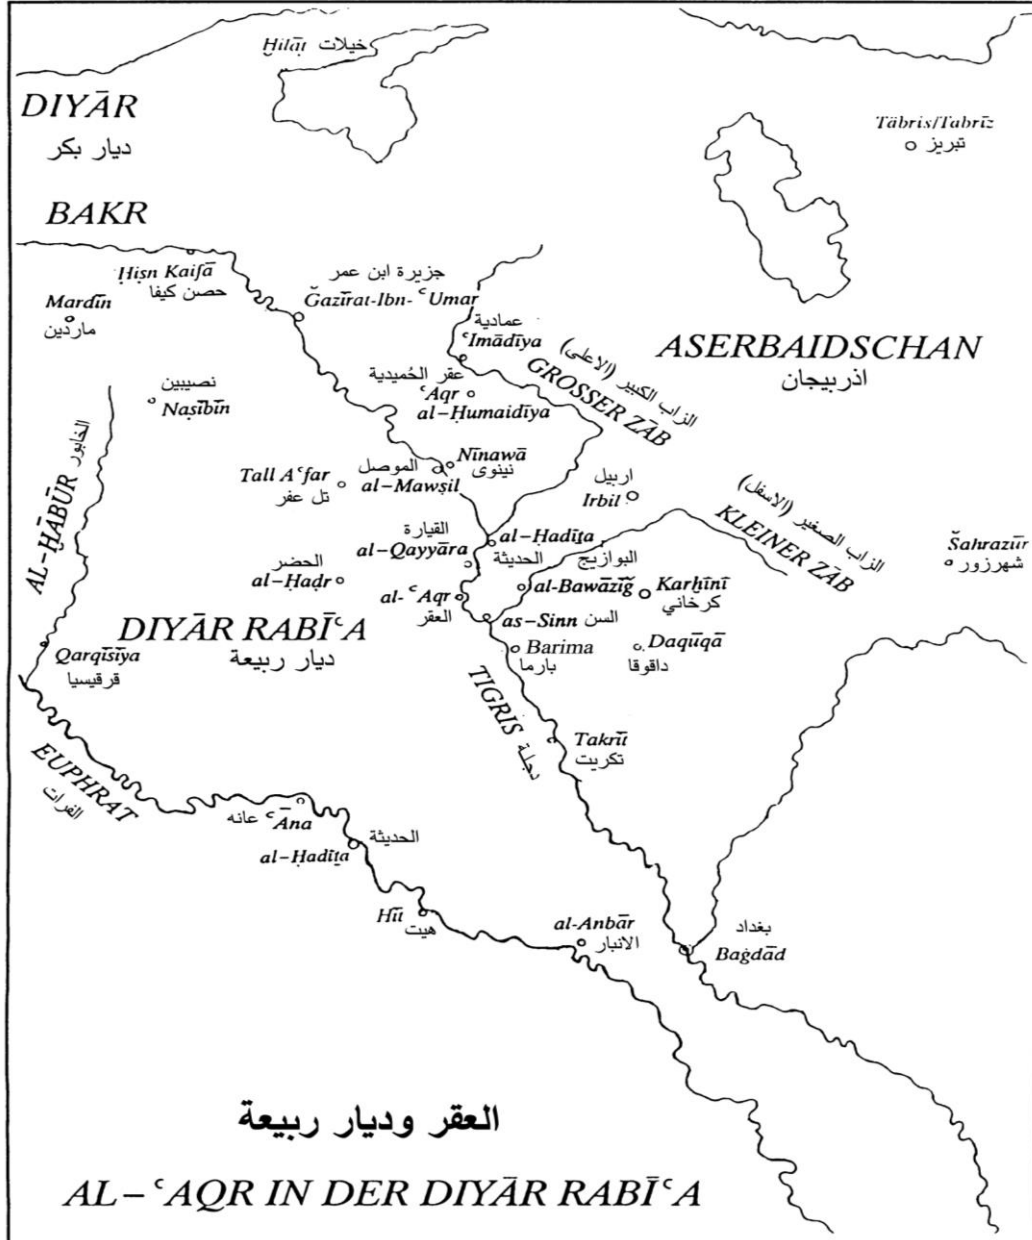 Ḫilāṭ خيلات
DIYĀR
ديار بكر
BAKR
Täbris/Tabrīz
تبريز
Ḥiṣn Kaifā
حصن كيفا
Mardīn
ماردين
جزيرة ابن عمر
Ǧazīrat-Ibn-ʿUmar
عمادية
ʿImādīya
الزاب الكبير (الاعلى)
GROSSER ZĀB
ASERBAIDSCHAN
اذربيجان
عقر الحُميدية
ʿAqr
al-Ḥumaidīya
نصيبين
Naṣībīn
AL-ḪĀBŪR الخابور
Nīnawā
نينوى
الموصل
al-Mawṣil
Tall Aʿfar
تل عفر
اربيل
Irbil
الزاب الصغير (الاسفل)
KLEINER ZĀB
Šahrazūr
شهرزور
القيارة
al-Qayyāra
al-Ḥadīṯa
الحديثة
البوازيج
al-Bawāzīǧ
الحضر
al-Ḥaḍr
al-ʿAqr
العقر
Karḫīnī
كرخاني
as-Sinn السن
DIYĀR RABĪʿA
ديار ربيعة
Barima
بارما
Daqūqā
داقوقا
Qarqīsīya
قرقيسيا
TIGRIS دجلة
Takrīt
تكريت
EUPHRAT
الفرات
عانه ʿĀna
الحديثة
al-Ḥadīṯa
Hīt
هيت
al-Anbār
الانبار
بغداد
Baġdād
العقر وديار ربيعة
AL-ʿAQR IN DER DIYĀR RABĪʿA